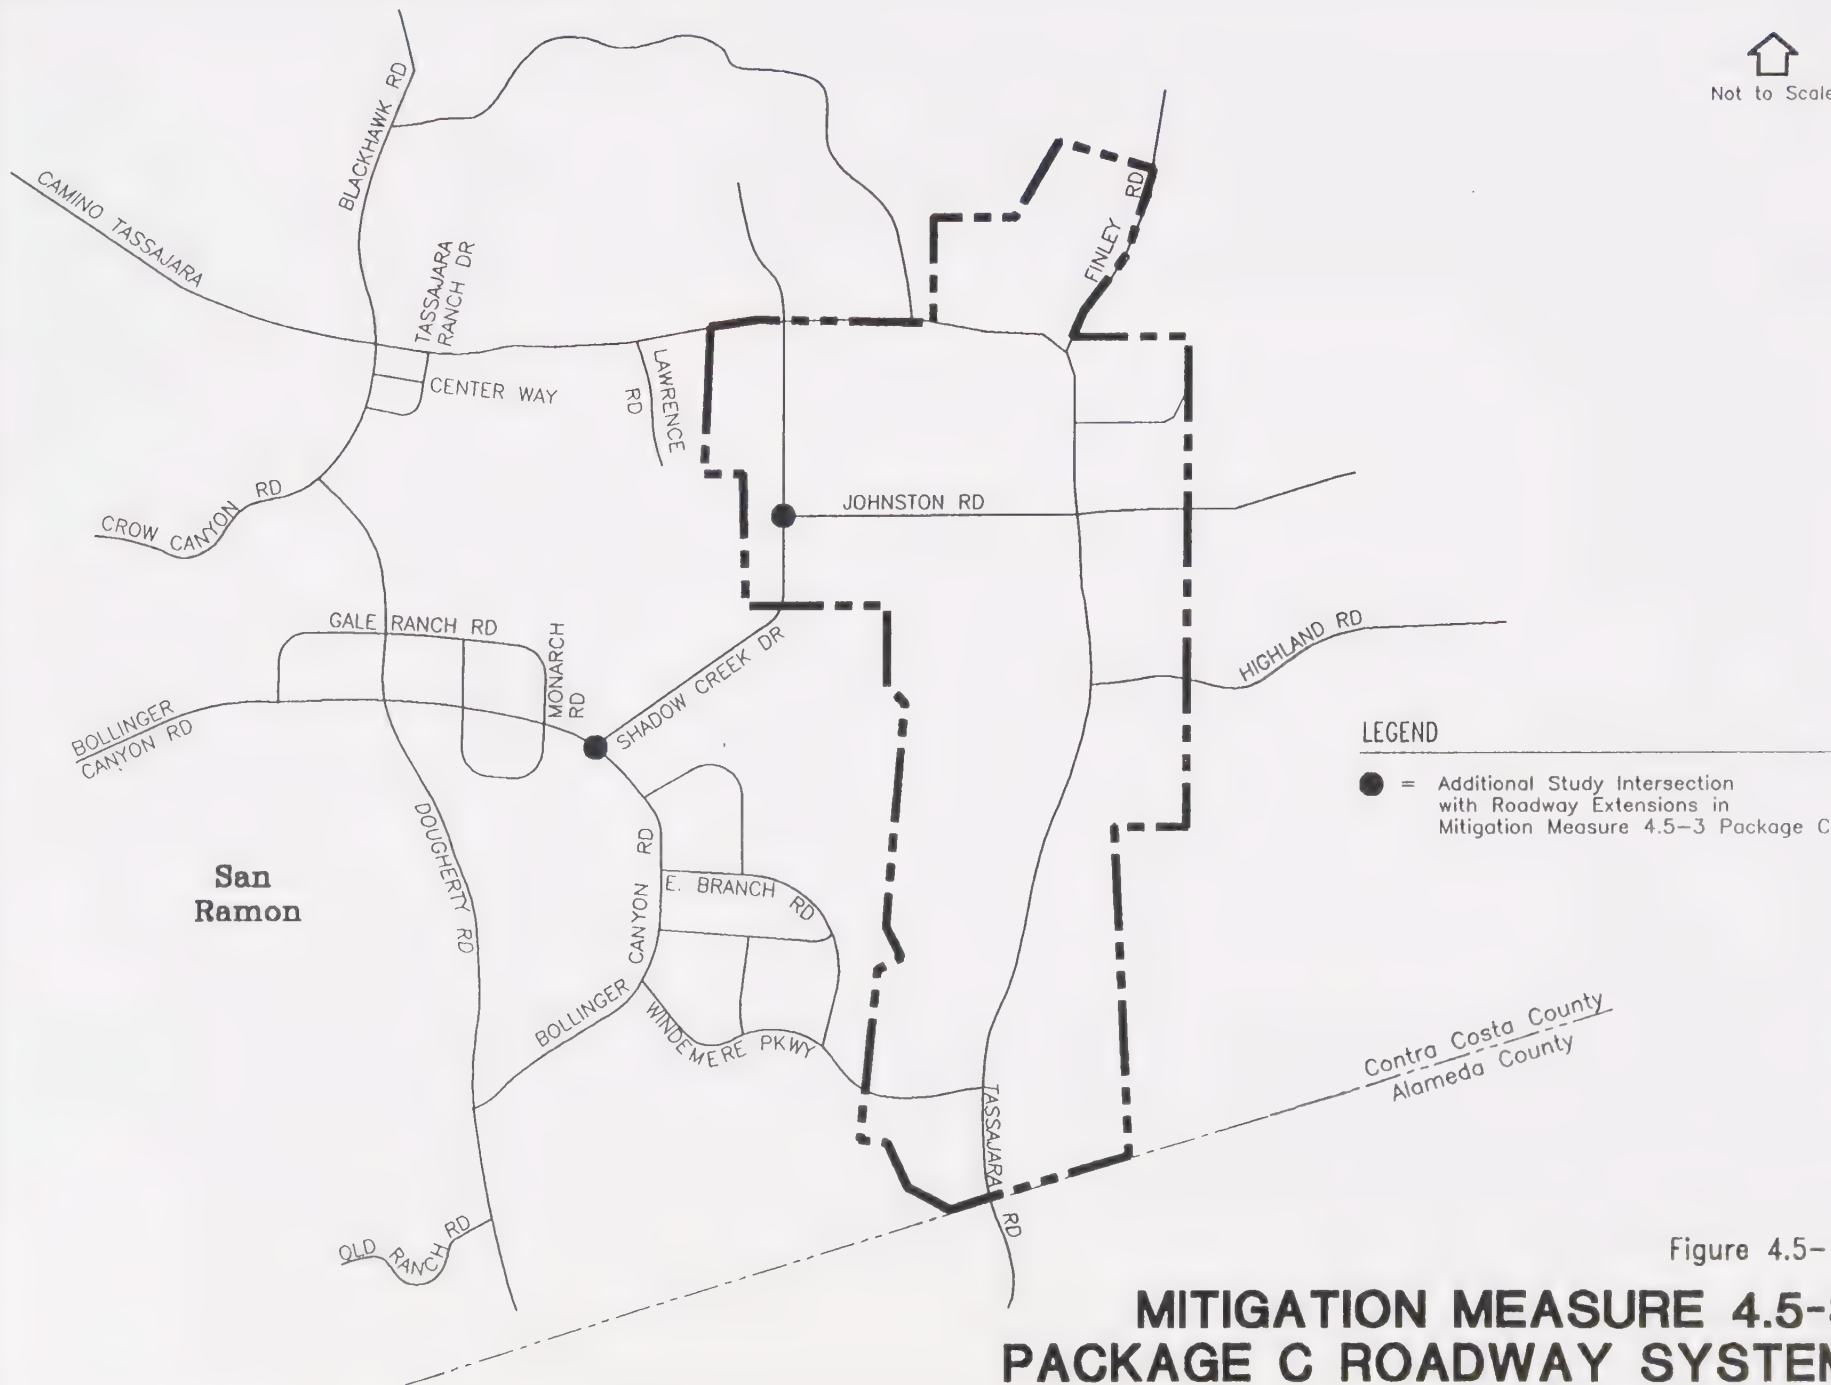 Not to Scale
BLACKHAWK RD
CAMINO TASSAJARA
TASSAJARA
RANCH DR
FINLEY RD
CENTER WAY
LAWRENCE
RD
CROW CANYON RD
JOHNSTON RD
GALE RANCH RD
MONARCH
RD
SHADOW CREEK DR
HIGHLAND RD
BOLLINGER
CANYON RD
LEGEND
= Additional Study Intersection
with Roadway Extensions in
Mitigation Measure 4.5-3 Package C
DOUGHERTY RD
San
Ramon
E. BRANCH RD
BOLLINGER CANYON RD
WINDEMERE PKWY
Contra Costa County
Alameda County
TASSAJARA RD
OLD RANCH RD
Figure 4.5-
MITIGATION MEASURE 4.5-
PACKAGE C ROADWAY SYSTEM